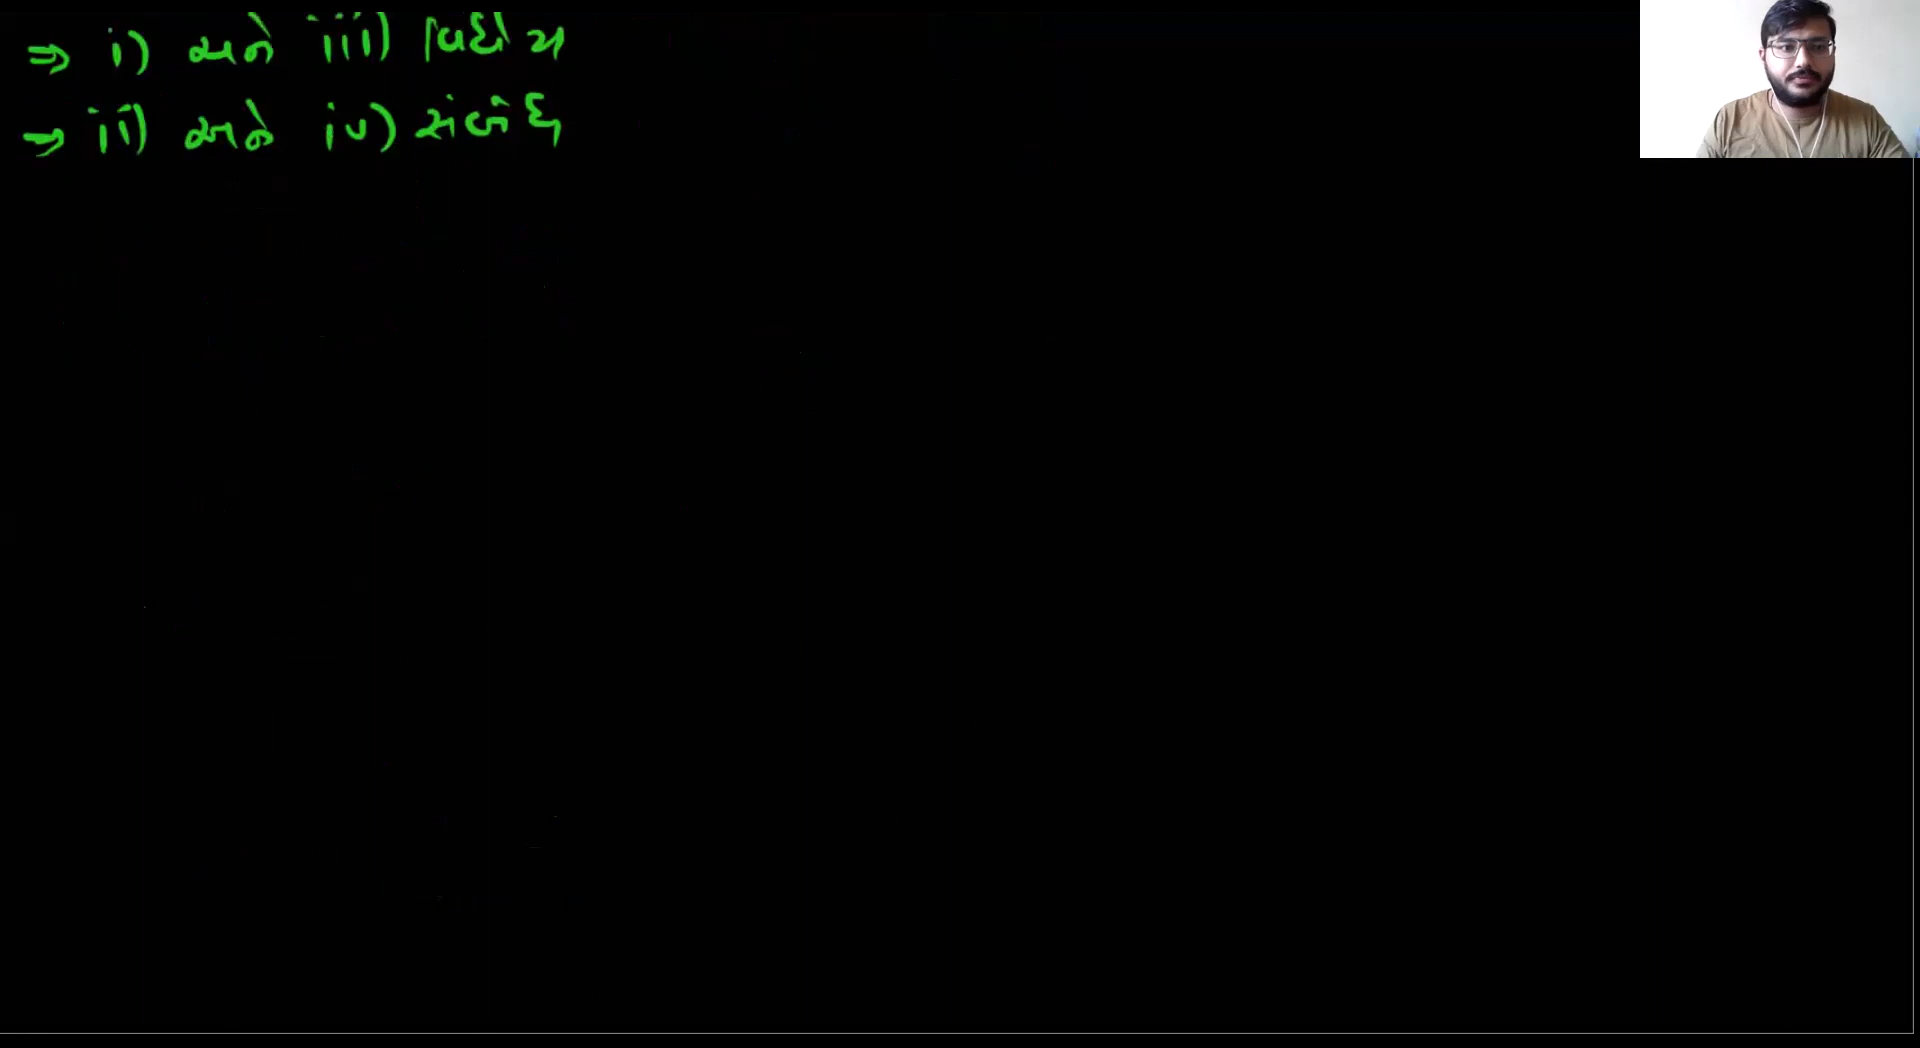 ⇒ i) અને iii) વિધેય
⇒ ii) અને iv) સંબંધ